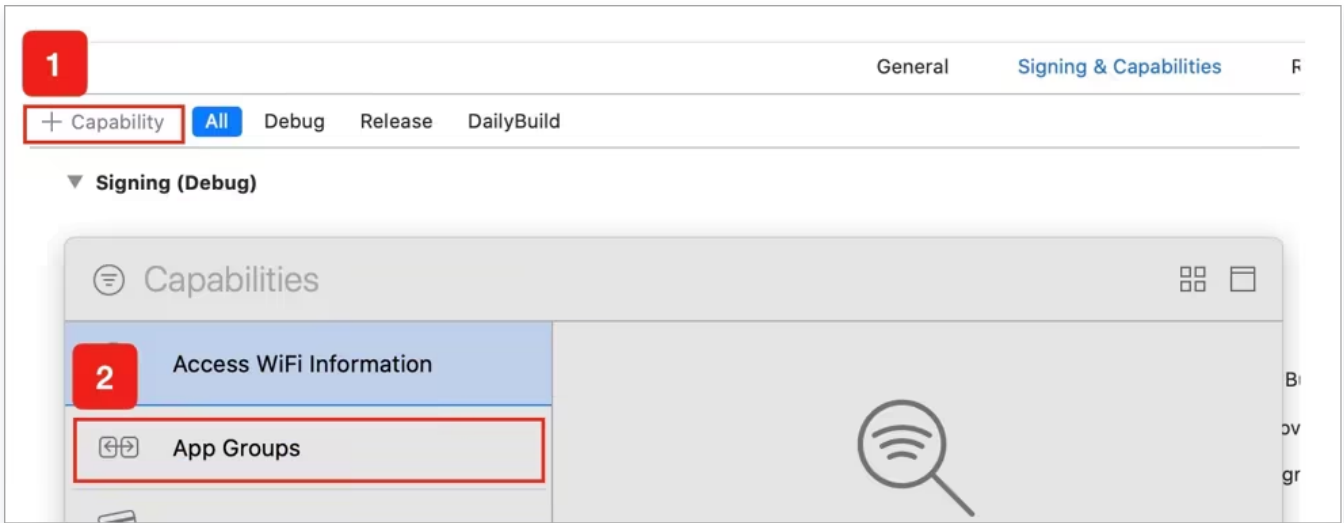 1
General Signing & Capabilities
+ Capability All Debug Release DailyBuild
Signing (Debug)
Capabilities
Access WiFi Information
2
App Groups